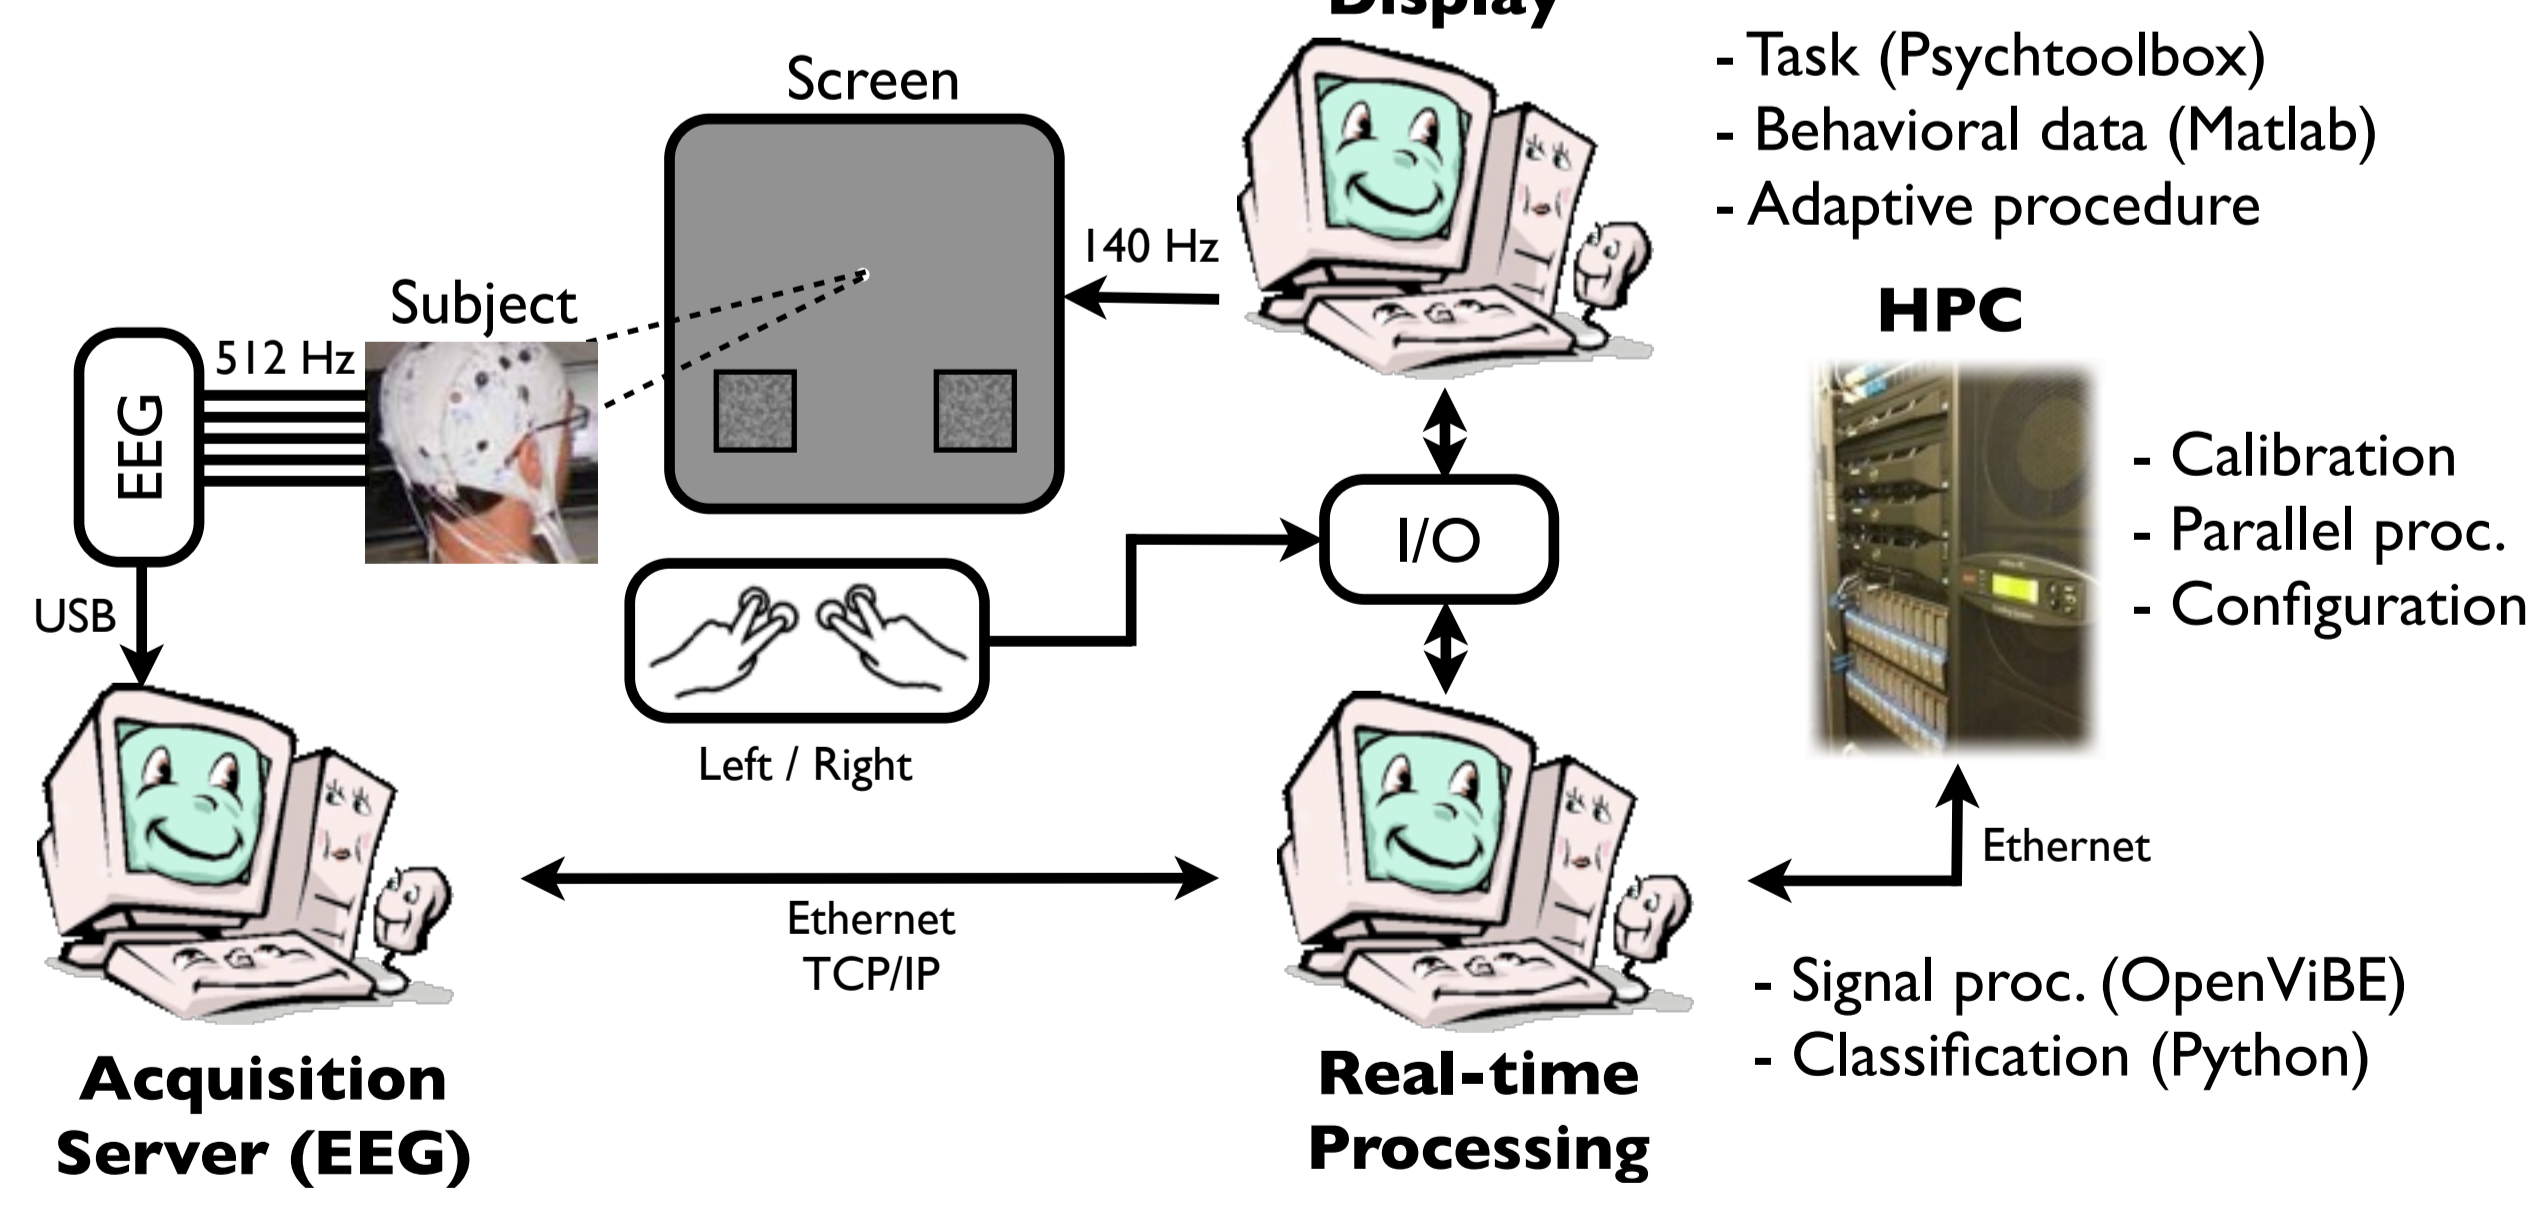 Display
- Task (Psychtoolbox)
- Behavioral data (Matlab)
- Adaptive procedure
Screen
140 Hz
Subject
512 Hz
EEG
USB
HPC
- Calibration
- Parallel proc.
- Configuration
I/O
Left / Right
Ethernet
Ethernet
TCP/IP
- Signal proc. (OpenViBE)
- Classification (Python)
Acquisition
Server (EEG)
Real-time
Processing